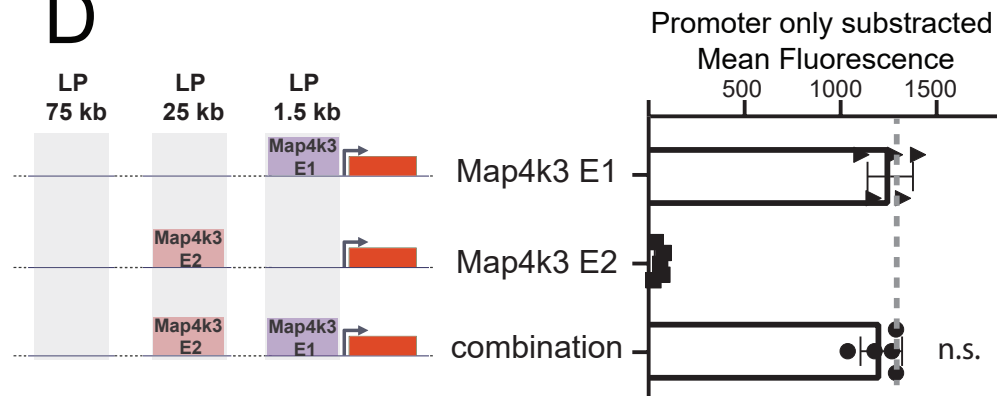 D
LP
75 kb
LP
25 kb
LP
1.5 kb
Map4k3
E1
Map4k3
E2
Map4k3
E2
Map4k3
E1
Promoter only substracted
Mean Fluorescence
500 1000 1500
Map4k3 E1
Map4k3 E2
combination
n.s.